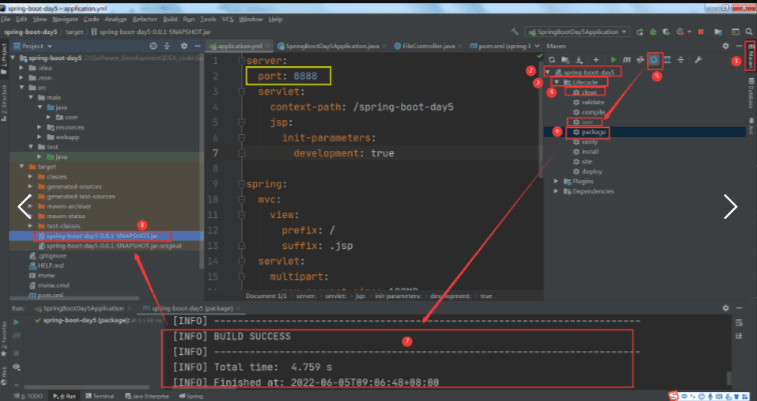 spring-boot-day5 - application.yml
File Edit View Navigate Code Analyze Refactor Build Run Tools VCS Window Help
spring-boot-day5 target spring-boot-day5-0.0.1-SNAPSHOT.jar
SpringBootDay5Application
Project
application.yml
SpringBootDay5Application.java
FileController.java
pom.xml (spring-
Maven
spring-boot-day5
.idea
.mvn
src
main
java
com
resources
webapp
test
java
target
classes
generated-sources
generated-test-sources
maven-archiver
maven-status
test-classes
spring-boot-day5-0.0.1-SNAPSHOT.jar
spring-boot-day5-0.0.1-SNAPSHOT.jar.original
.gitignore
HELP.md
mvnw
mvnw.cmd
pom.xml
1 server:
2 port: 8888
3 servlet:
4 context-path: /spring-boot-day5
5 jsp:
6 init-parameters:
7 development: true
8
9 spring:
10 mvc:
11 view:
12 prefix: /
13 suffix: .jsp
14 servlet:
15 multipart:
Document 1/1 server: servlet: jsp: init-parameters: development: true
spring-boot-day5
Lifecycle
clean
validate
compile
test
package
verify
install
site
deploy
Plugins
Dependencies
1
2
3
4
5
6
7
8
Maven
Database
Ant
1: Project
7: Structure
2: Favorites
Web
Run: SpringBootDay5Application spring-boot-day5 [package]
spring-boot-day5 [package]:
[INFO] ------------------------------------------------------------------------
[INFO] BUILD SUCCESS
[INFO] ------------------------------------------------------------------------
[INFO] Total time: 4.759 s
[INFO] Finished at: 2022-06-05T09:06:48+08:00
6: TODO 4: Run Terminal Java Enterprise Spring